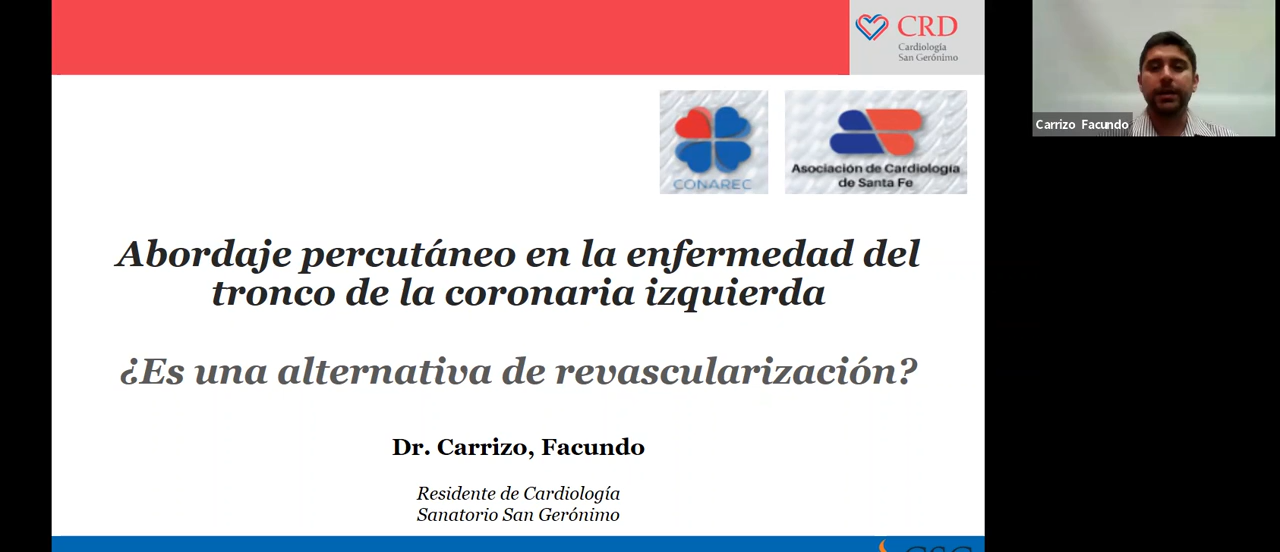 CRD
Cardiología
San Gerónimo
Carrizo Facundo
CONAREC
Asociación de Cardiología
de Santa Fe
Abordaje percutáneo en la enfermedad del
tronco de la coronaria izquierda
¿Es una alternativa de revascularización?
Dr. Carrizo, Facundo
Residente de Cardiología
Sanatorio San Gerónimo